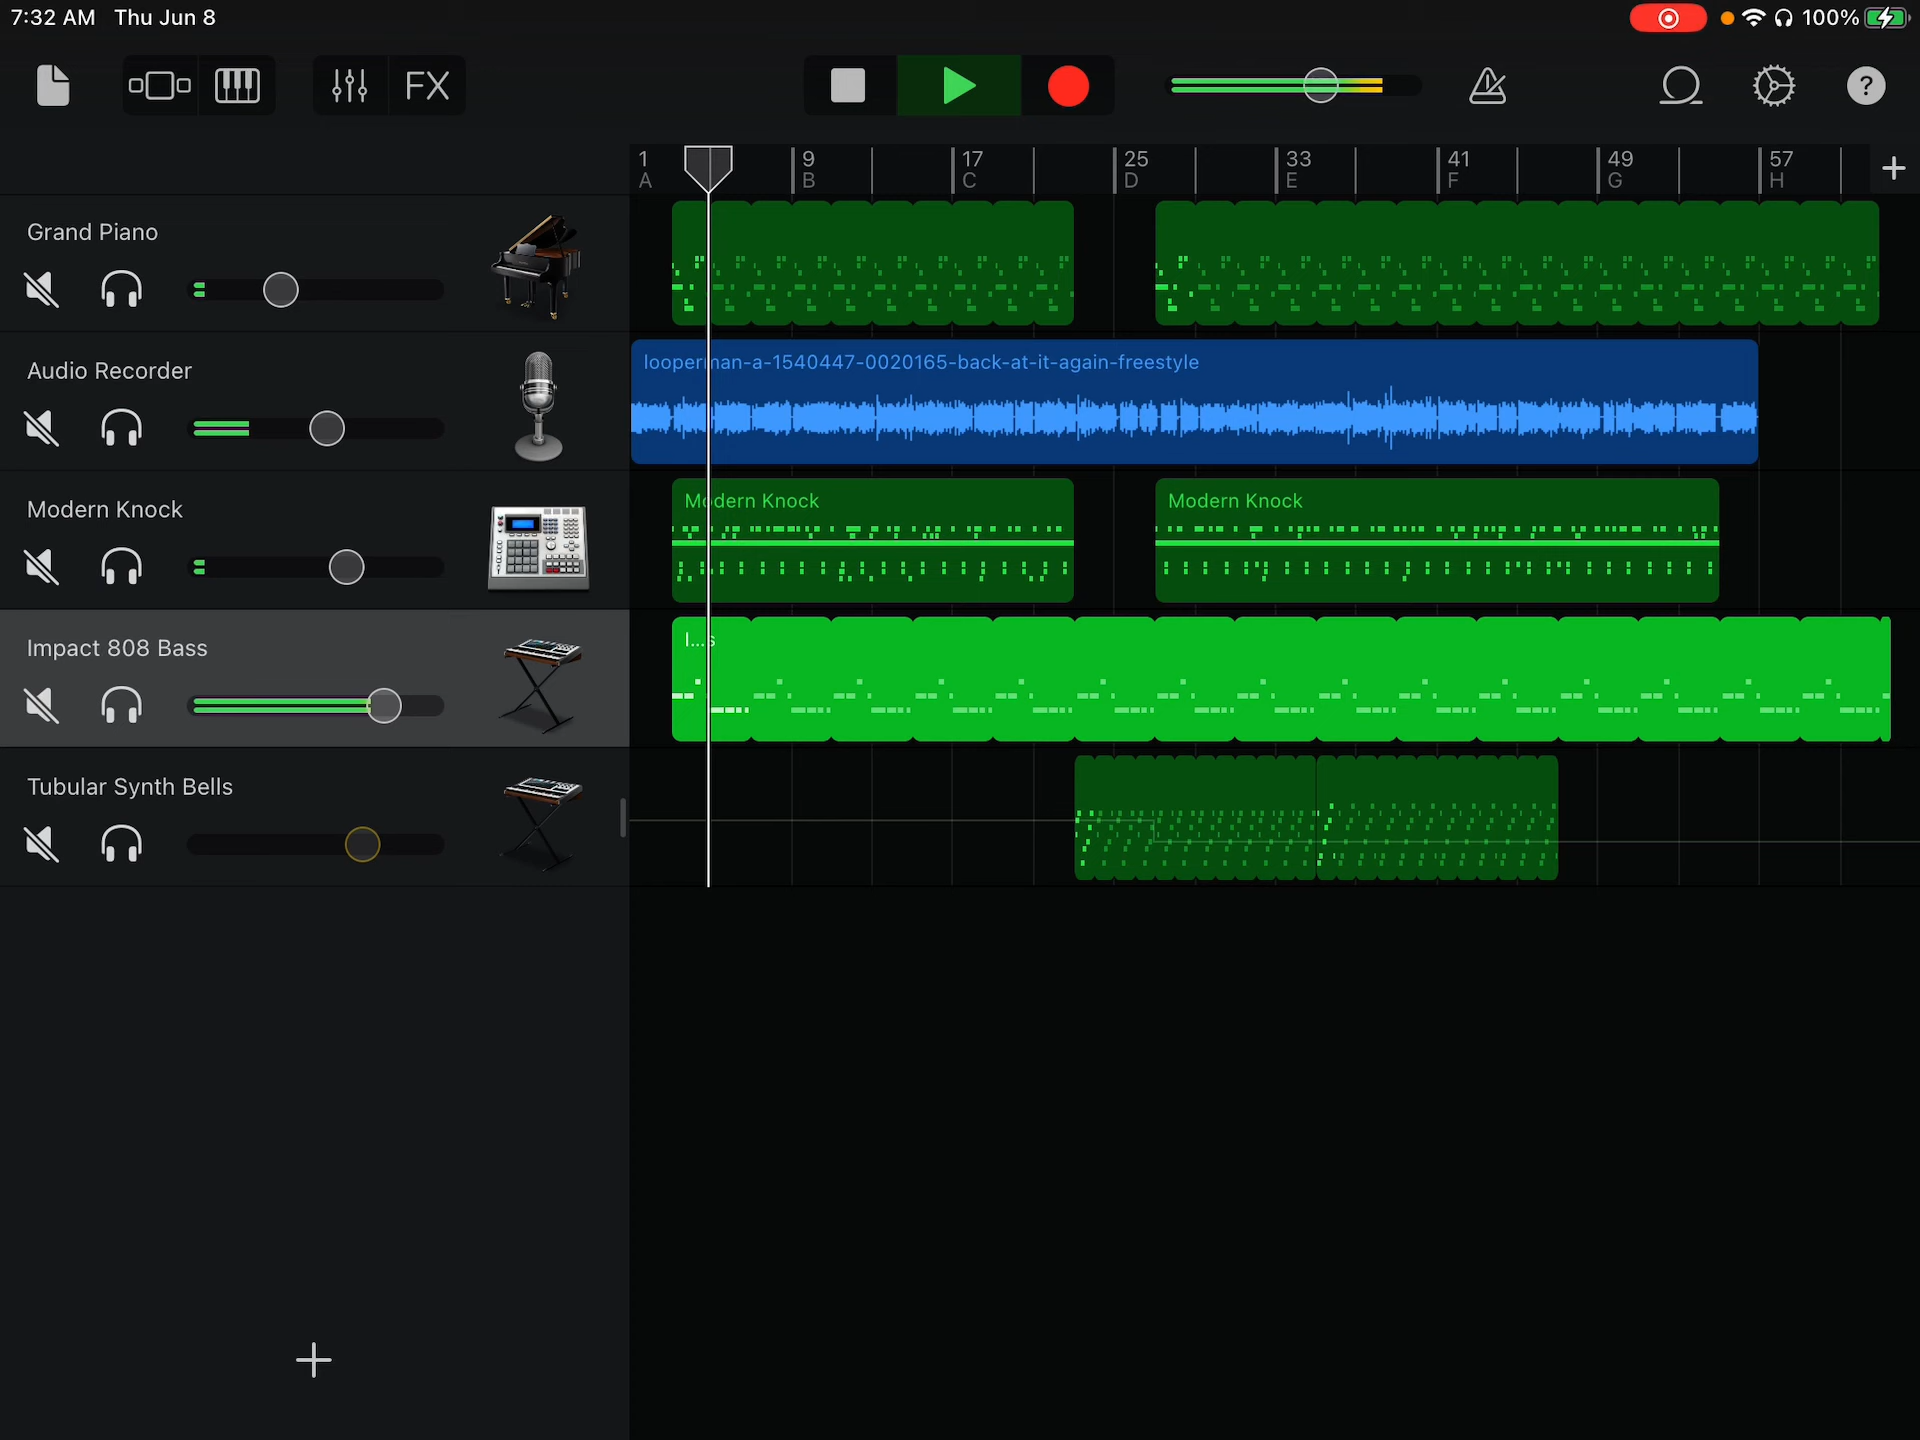 7:32 AM Thu Jun 8
100%
FX
?
1 9 17 25 33 41 49 57
A B C D E F G H
Grand Piano
Audio Recorder
looperman-a-1540447-0020165-back-at-it-again-freestyle
Modern Knock
Modern Knock
Modern Knock
Impact 808 Bass
I...s
Tubular Synth Bells